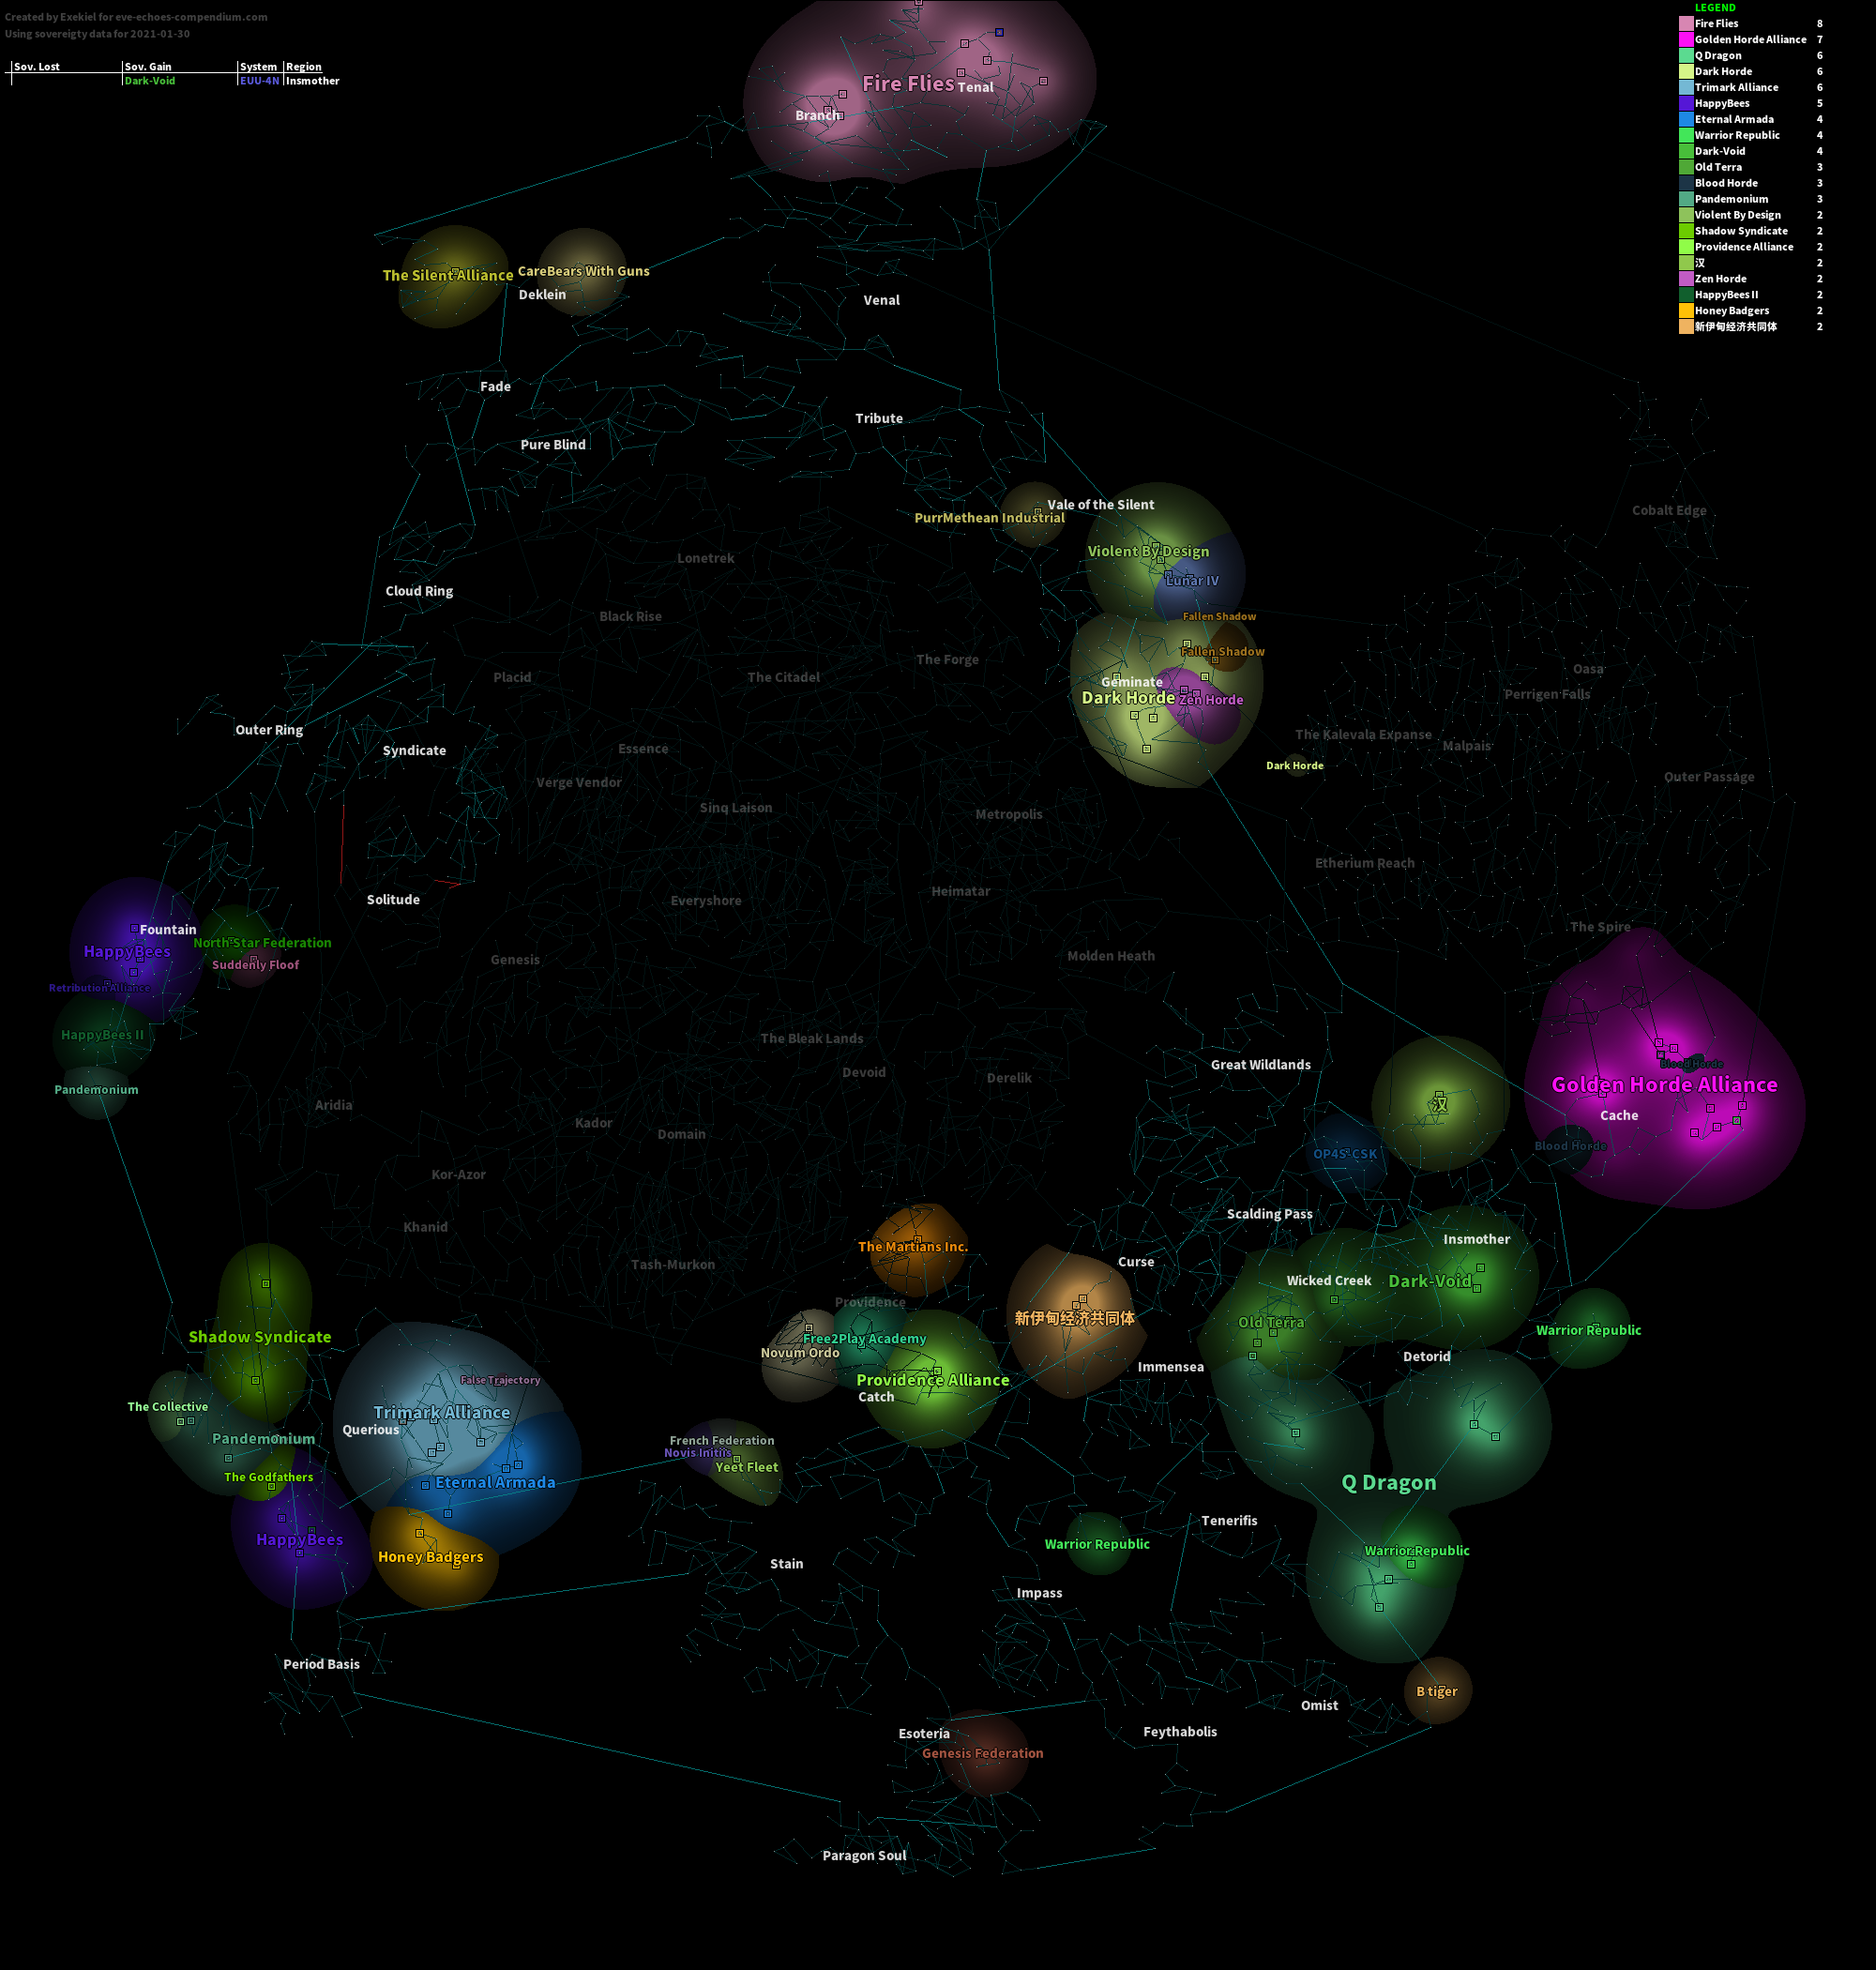 Created by Exekiel for eve-echoes-compendium.com
Using sovereigty data for 2021-01-30
Sov. Lost Sov. Gain System Region
Dark-Void EUU-4N Insmother
LEGEND
Fire Flies 8
Golden Horde Alliance 7
Q Dragon 6
Dark Horde 6
Trimark Alliance 6
HappyBees 5
Eternal Armada 4
Warrior Republic 4
Dark-Void 4
Old Terra 3
Blood Horde 3
Pandemonium 3
Violent By Design 2
Shadow Syndicate 2
Providence Alliance 2
汉 2
Zen Horde 2
HappyBees II 2
Honey Badgers 2
新伊甸经济共同体 2
Fire Flies
Tenal
Branch
The Silent Alliance
CareBears With Guns
Deklein
Venal
Fade
Tribute
Pure Blind
Vale of the Silent
PurrMethean Industrial
Cobalt Edge
Violent By Design
Lonetrek
Lunar IV
Cloud Ring
Black Rise
Fallen Shadow
Fallen Shadow
The Forge
Oasa
Placid
The Citadel
Geminate
Perrigen Falls
Dark Horde
Zen Horde
Outer Ring
The Kalevala Expanse
Malpais
Syndicate
Essence
Dark Horde
Outer Passage
Verge Vendor
Sinq Laison
Metropolis
Etherium Reach
Heimatar
Solitude
Everyshore
The Spire
Fountain
North Star Federation
HappyBees
Molden Heath
Genesis
Suddenly Floof
Retribution Alliance
HappyBees II
The Bleak Lands
Great Wildlands
Blood Horde
Devoid
Derelik
Golden Horde Alliance
Pandemonium
Aridia
汉
Cache
Kador
Domain
Blood Horde
OP4S-CSK
Kor-Azor
Scalding Pass
Khanid
Insmother
The Martians Inc.
Curse
Tash-Murkon
Wicked Creek
Dark-Void
Providence
新伊甸经济共同体
Old Terra
Warrior Republic
Shadow Syndicate
Free2Play Academy
Novum Ordo
Detorid
Immensea
False Trajectory
Providence Alliance
Catch
The Collective
Trimark Alliance
Querious
Pandemonium
French Federation
Novis Initiis
Yeet Fleet
The Godfathers
Eternal Armada
Q Dragon
Tenerifis
HappyBees
Warrior Republic
Warrior Republic
Honey Badgers
Stain
Impass
Period Basis
B tiger
Omist
Esoteria
Feythabolis
Genesis Federation
Paragon Soul